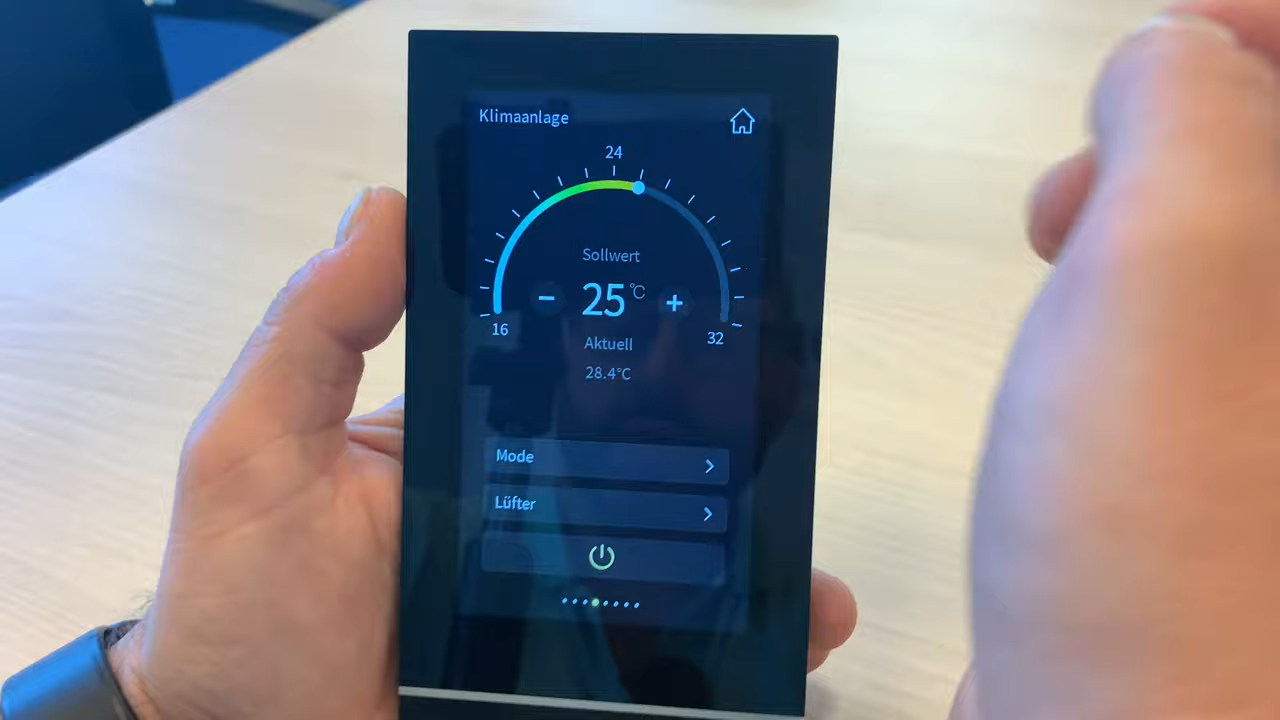 Klimaanlage
24
Sollwert
− 25 °C +
16
32
Aktuell
28.4°C
Mode
Lüfter